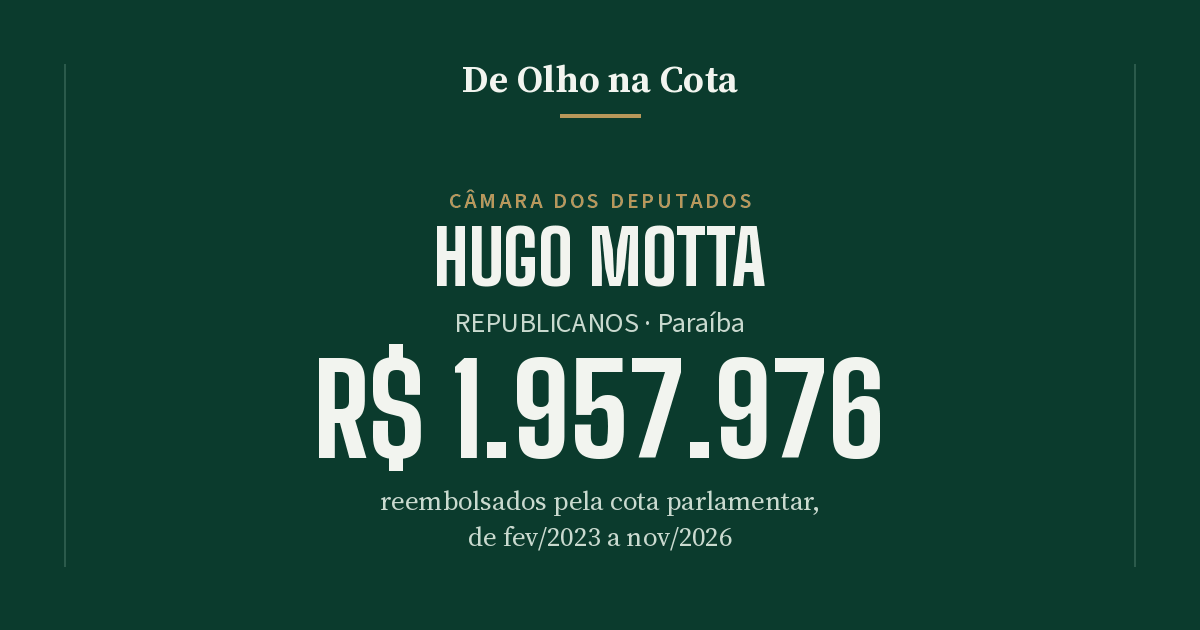 De Olho na Cota
CÂMARA DOS DEPUTADOS
HUGO MOTTA
REPUBLICANOS · Paraíba
R$ 1.957.976
reembolsados pela cota parlamentar,
de fev/2023 a nov/2026